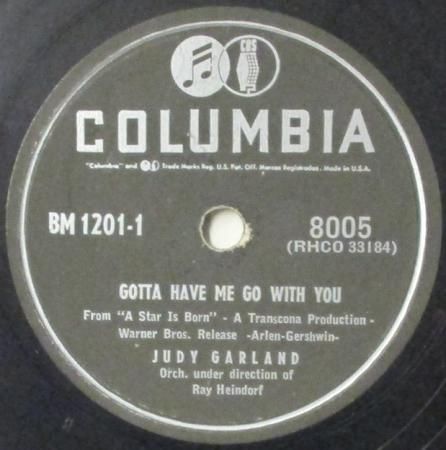 CBS
COLUMBIA
"Columbia" and Trade Marks Reg. U.S. Pat. Off. Marcas Registradas. Made in U.S.A.
BM 1201-1
8005
(RHCO 33184)
GOTTA HAVE ME GO WITH YOU
From "A Star Is Born" - A Transcona Production -
Warner Bros. Release -Arlen-Gershwin-
JUDY GARLAND
Orch. under direction of
Ray Heindorf